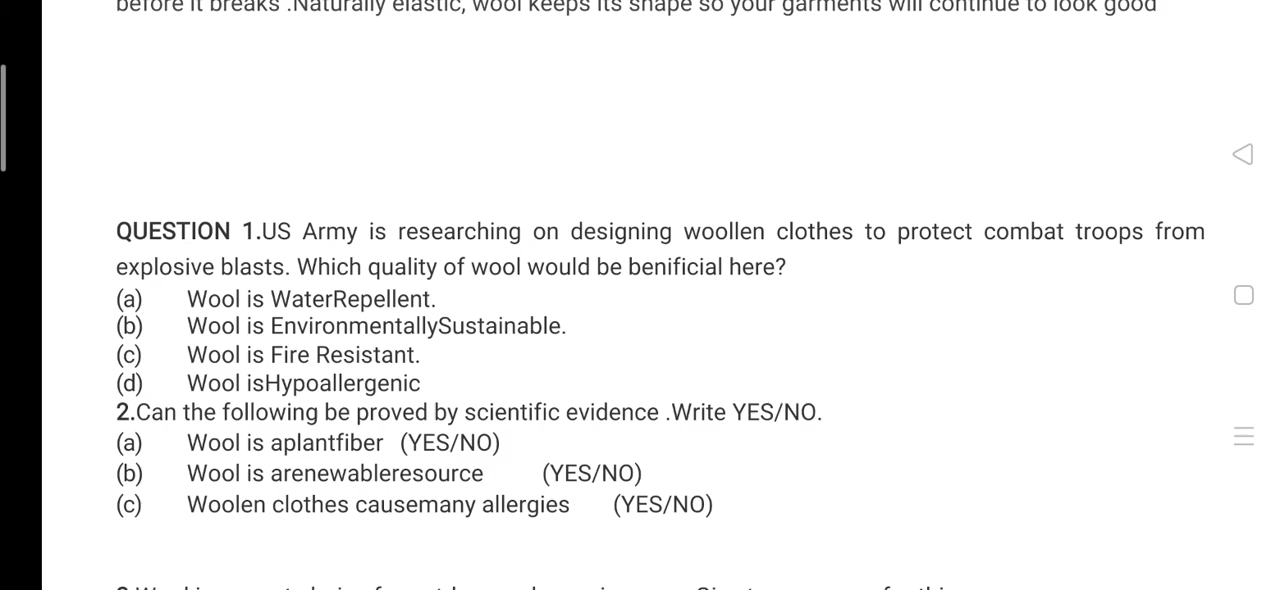 before it breaks .Naturally elastic, wool keeps its shape so your garments will continue to look good
QUESTION 1.US Army is researching on designing woollen clothes to protect combat troops from
explosive blasts. Which quality of wool would be benificial here?
(a) Wool is WaterRepellent.
(b) Wool is EnvironmentallySustainable.
(c) Wool is Fire Resistant.
(d) Wool isHypoallergenic
2.Can the following be proved by scientific evidence .Write YES/NO.
(a) Wool is aplantfiber (YES/NO)
(b) Wool is arenewableresource (YES/NO)
(c) Woolen clothes causemany allergies (YES/NO)